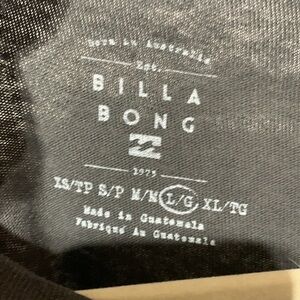 Born in Australia
Est.
BILLA
BONG
1973
XS/TP S/P M/M L/G XL/TG
Made in Guatemala
Fabriqué Au Guatemala